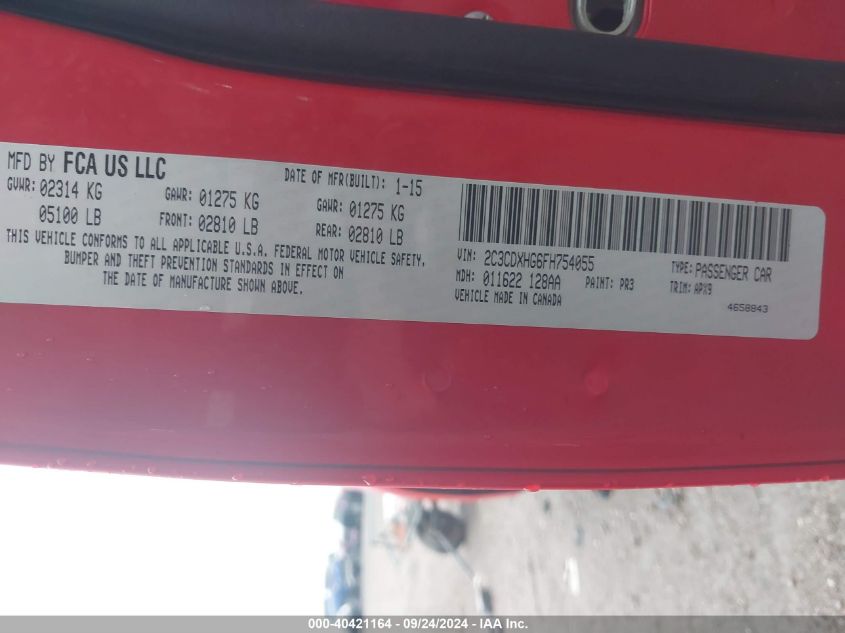 MFD BY FCA US LLC
DATE OF MFR(BUILT): 1-15
GVWR: 02314 KG
GAWR: 01275 KG
GAWR: 01275 KG
05100 LB
FRONT: 02810 LB
REAR: 02810 LB
THIS VEHICLE CONFORMS TO ALL APPLICABLE U.S.A. FEDERAL MOTOR VEHICLE SAFETY,
BUMPER AND THEFT PREVENTION STANDARDS IN EFFECT ON
THE DATE OF MANUFACTURE SHOWN ABOVE.
VIN: 2C3CDXHG6FH754055
TYPE: PASSENGER CAR
MDH: 011622 128AA
PAINT: PR3
TRIM: APX9
VEHICLE MADE IN CANADA
4658843
000-40421164 - 09/24/2024 - IAA Inc.